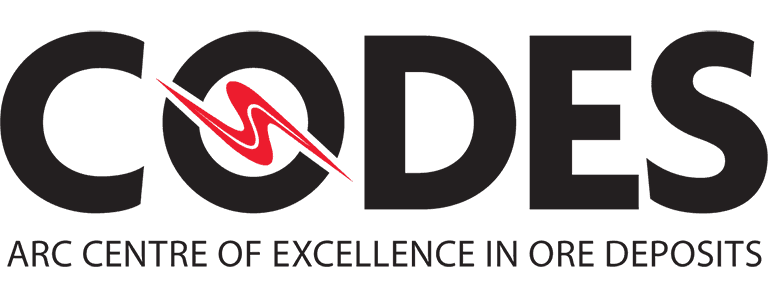 CODES
ARC CENTRE OF EXCELLENCE IN ORE DEPOSITS